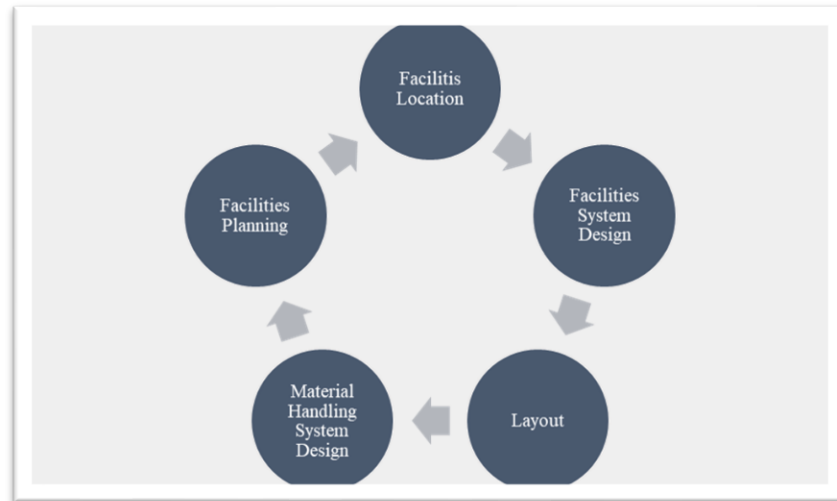 Facilitis
Location
Facilities
System
Design
Layout
Material
Handling
System
Design
Facilities
Planning